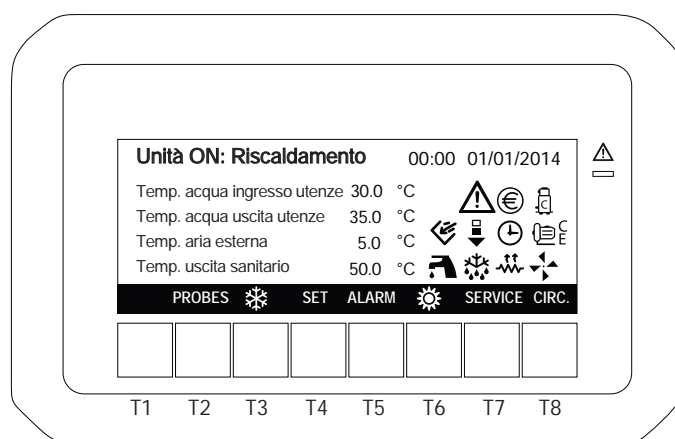 Unità ON: Riscaldamento 00:00 01/01/2014
Temp. acqua ingresso utenze 30.0 °C
Temp. acqua uscita utenze 35.0 °C
Temp. aria esterna 5.0 °C
Temp. uscita sanitario 50.0 °C
€ C
C
E
PROBES SET ALARM SERVICE CIRC.
T1 T2 T3 T4 T5 T6 T7 T8